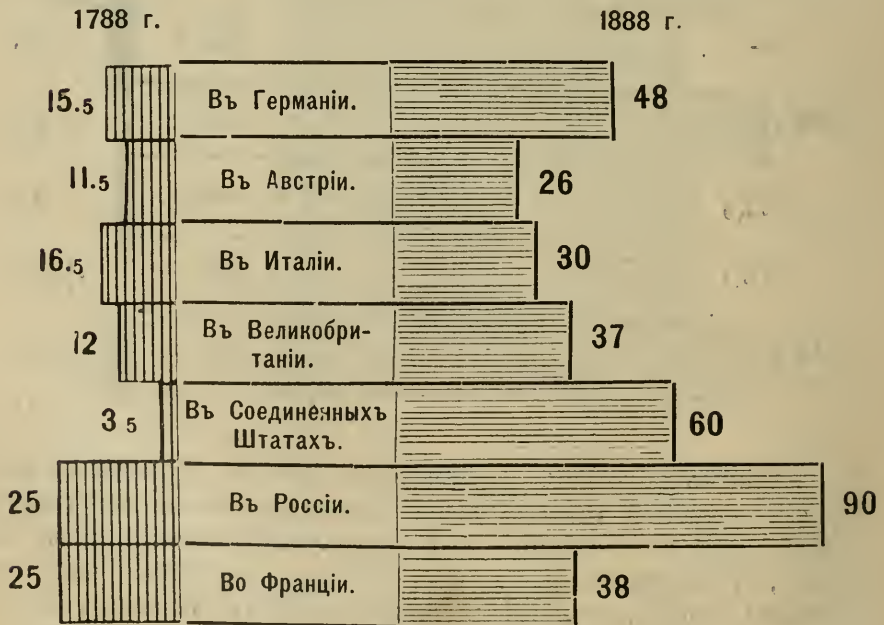 1788 г. 1888 г.
15.5 Въ Германіи. 48
11.5 Въ Австріи. 26
16.5 Въ Италіи. 30
12 Въ Великобри-
таніи. 37
3 5 Въ Соединенныхъ
Штатахъ. 60
25 Въ Россіи. 90
25 Во Франціи. 38